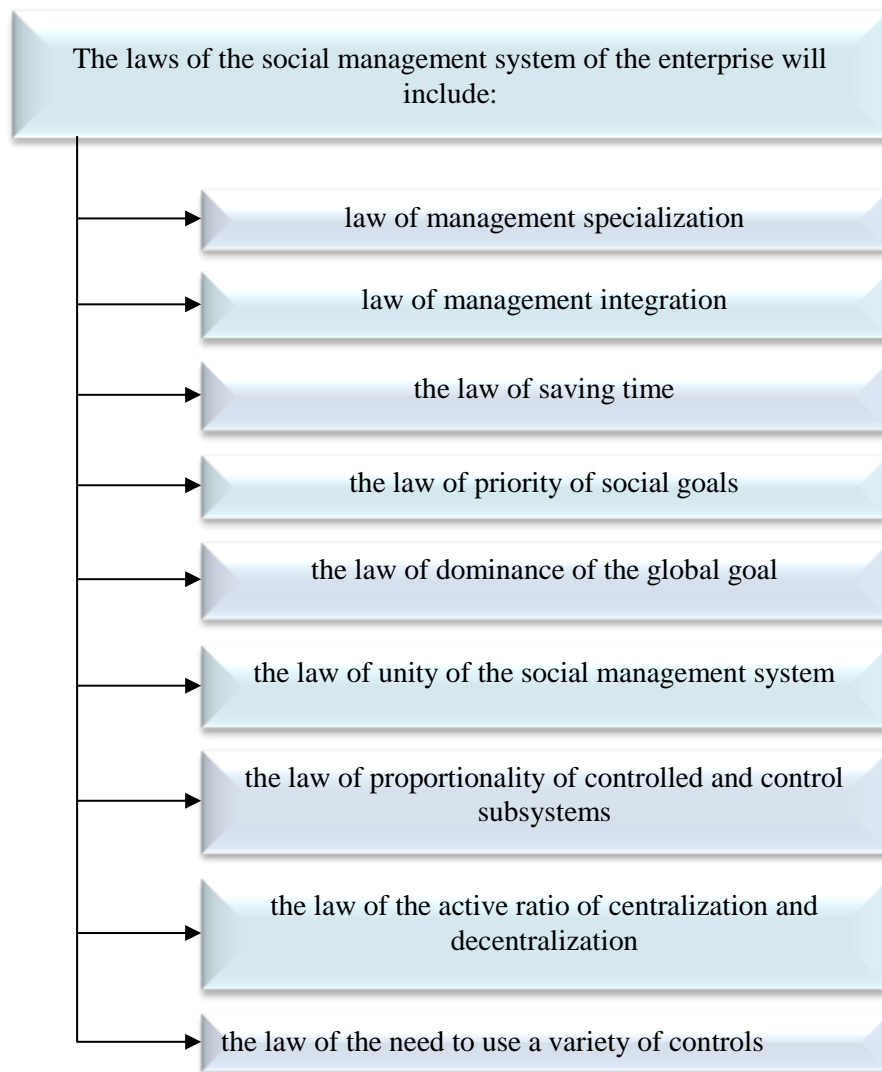 The laws of the social management system of the enterprise will
include:
law of management specialization
law of management integration
the law of saving time
the law of priority of social goals
the law of dominance of the global goal
the law of unity of the social management system
the law of proportionality of controlled and control
subsystems
the law of the active ratio of centralization and
decentralization
the law of the need to use a variety of controls